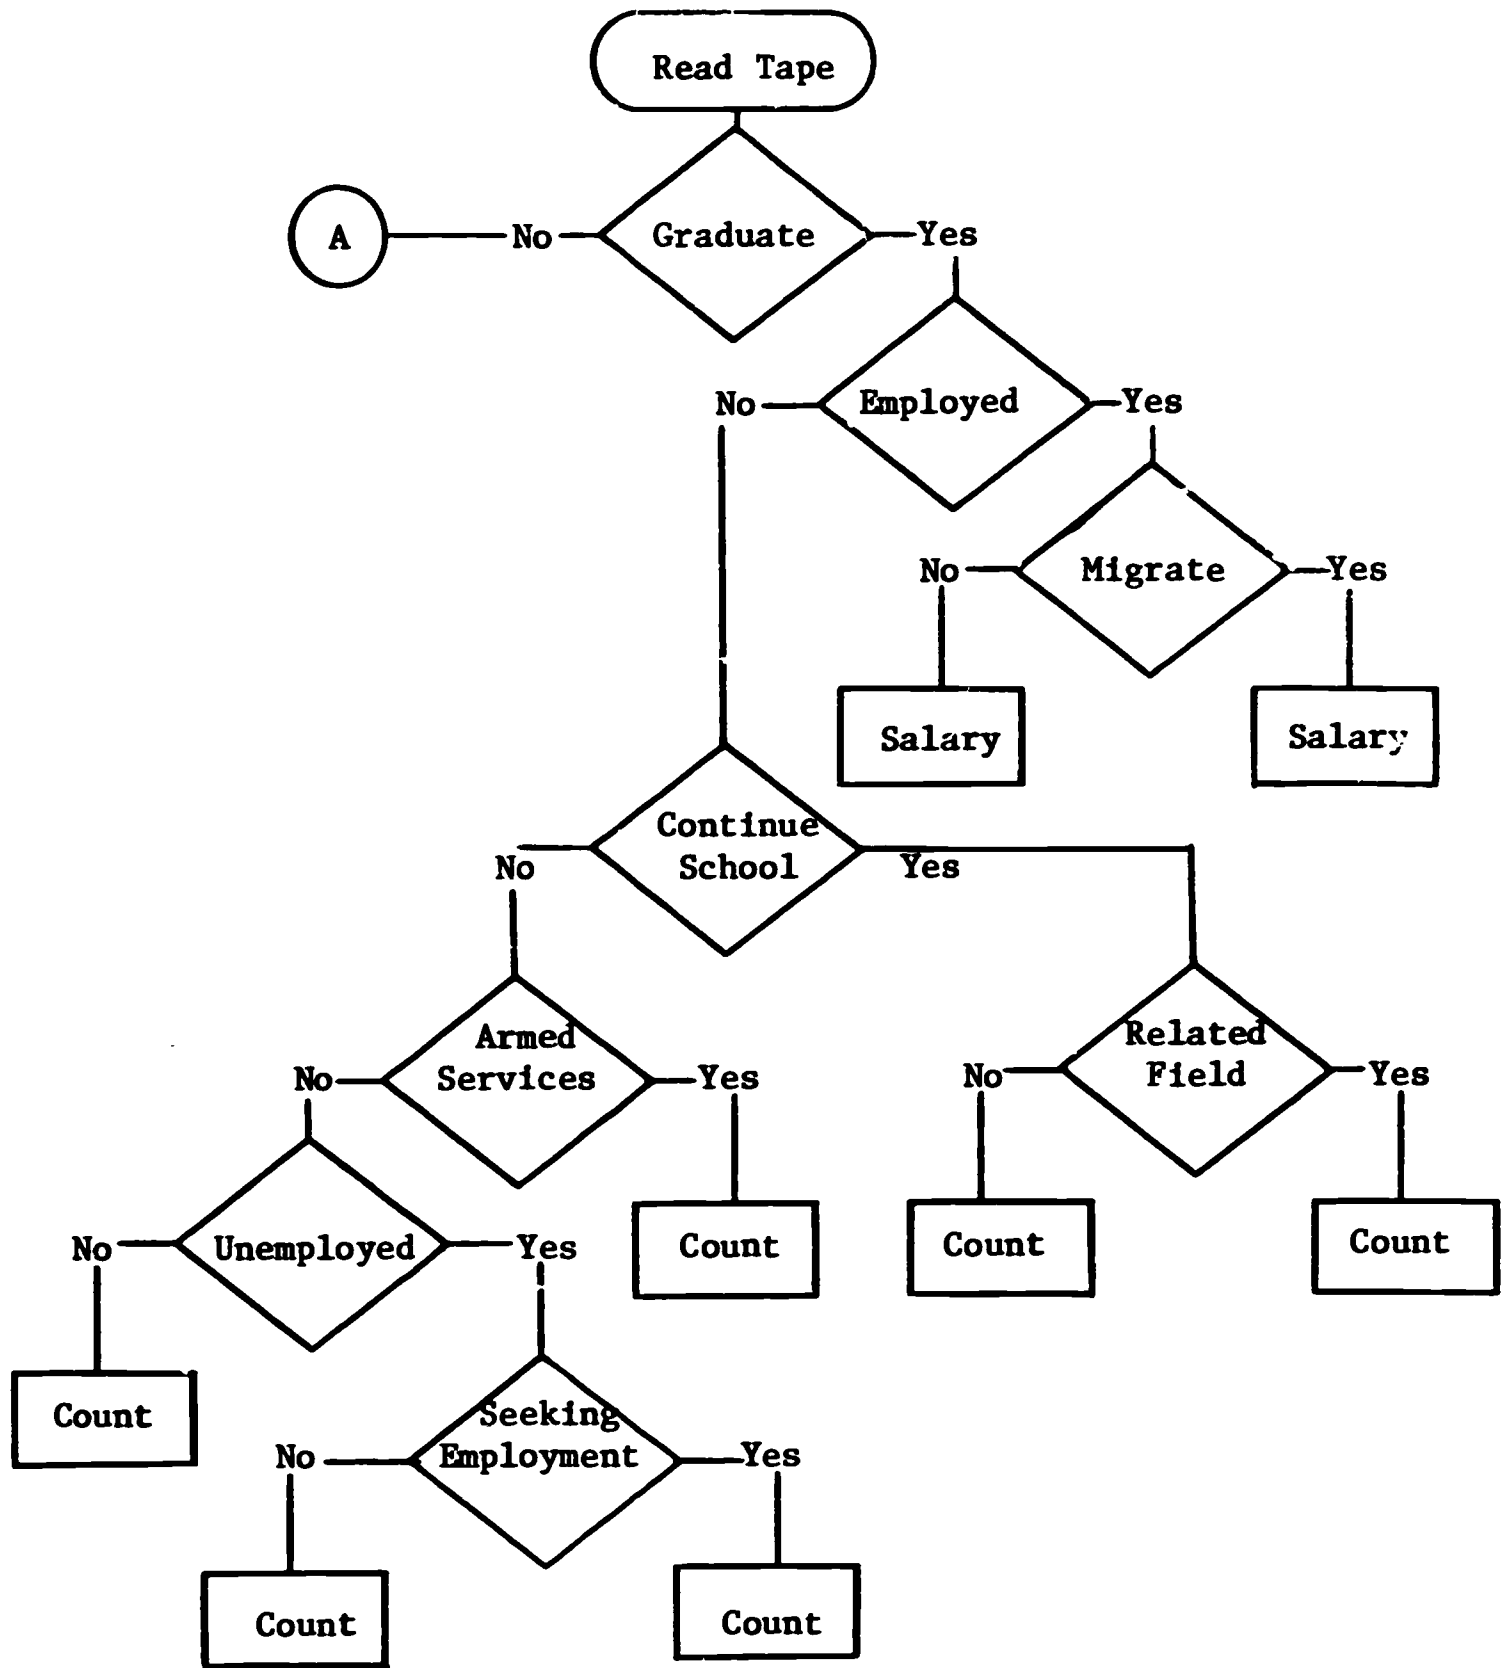 Read Tape
A
No
Graduate
Yes
No
Employed
Yes
No
Migrate
Yes
Salary
Salary
Continue
School
No
Yes
Armed
Services
No
Yes
Related
Field
No
Yes
Unemployed
No
Yes
Count
Count
Count
Count
Seeking
Employment
No
Yes
Count
Count